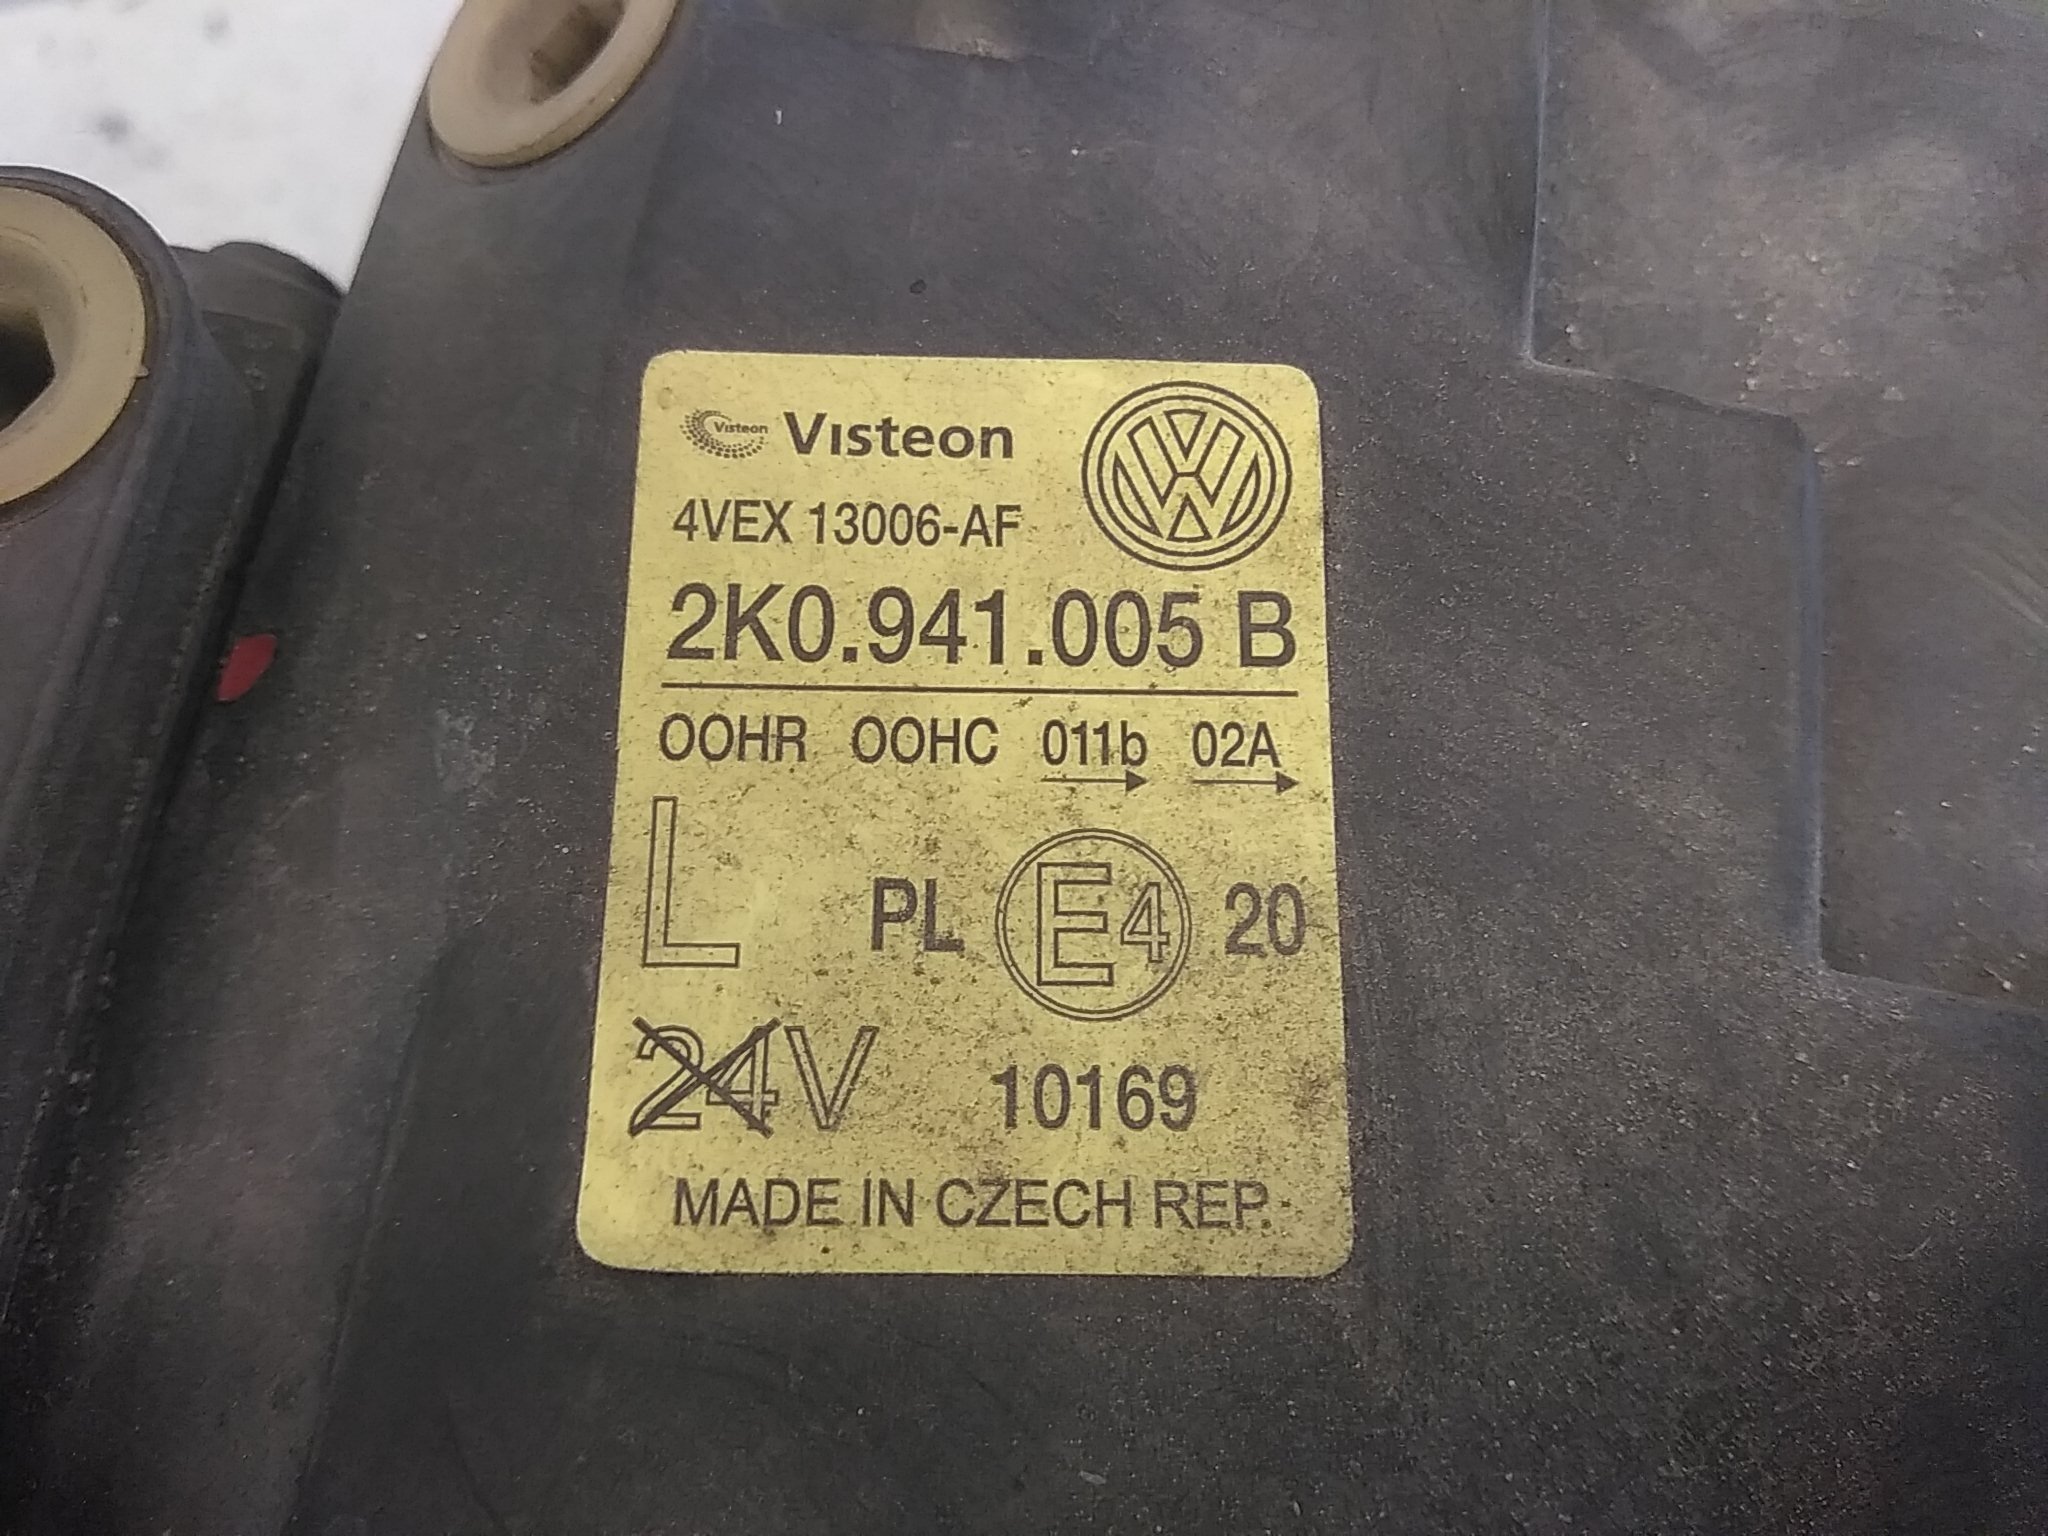 Visteon Visteon
4VEX 13006-AF
2K0.941.005 B
OOHR OOHC 011b 02A
L PL E4 20
24V 10169
MADE IN CZECH REP.